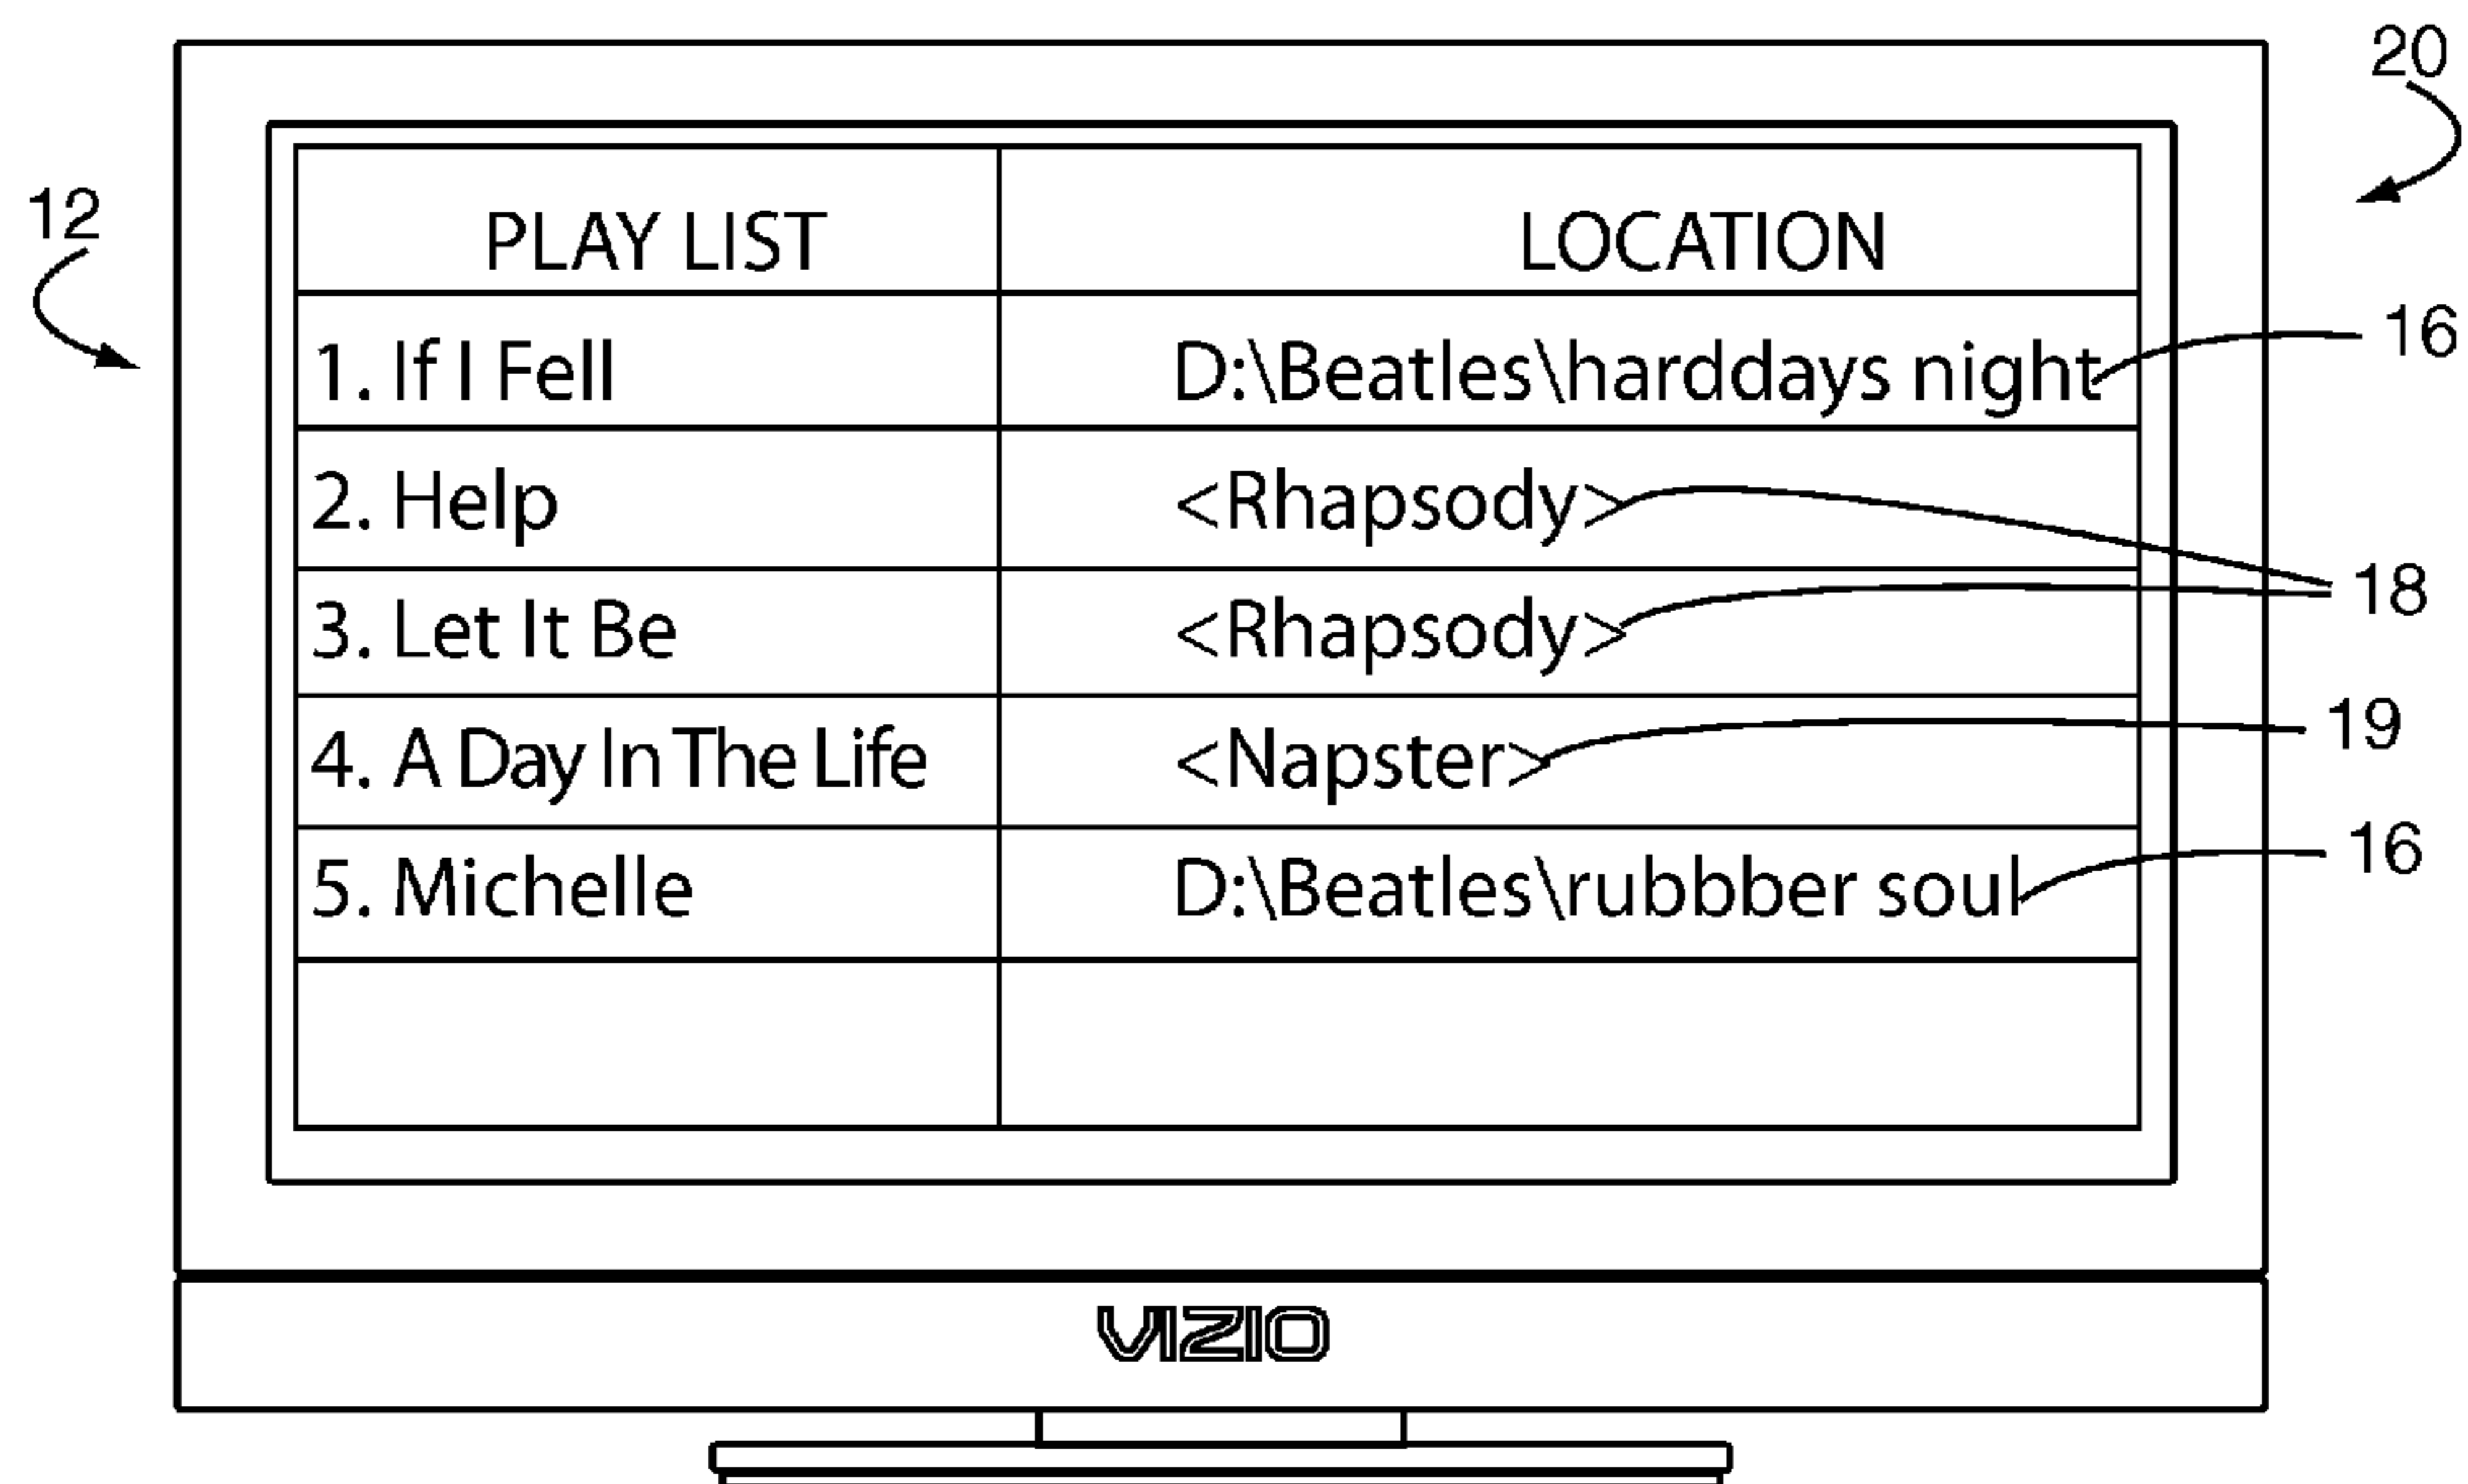 20
12
PLAY LIST LOCATION
1. If I Fell D:\Beatles\harddays night 16
2. Help <Rhapsody>
18
3. Let It Be <Rhapsody>
4. A Day In The Life <Napster> 19
5. Michelle D:\Beatles\rubbber soul 16
VIZIO